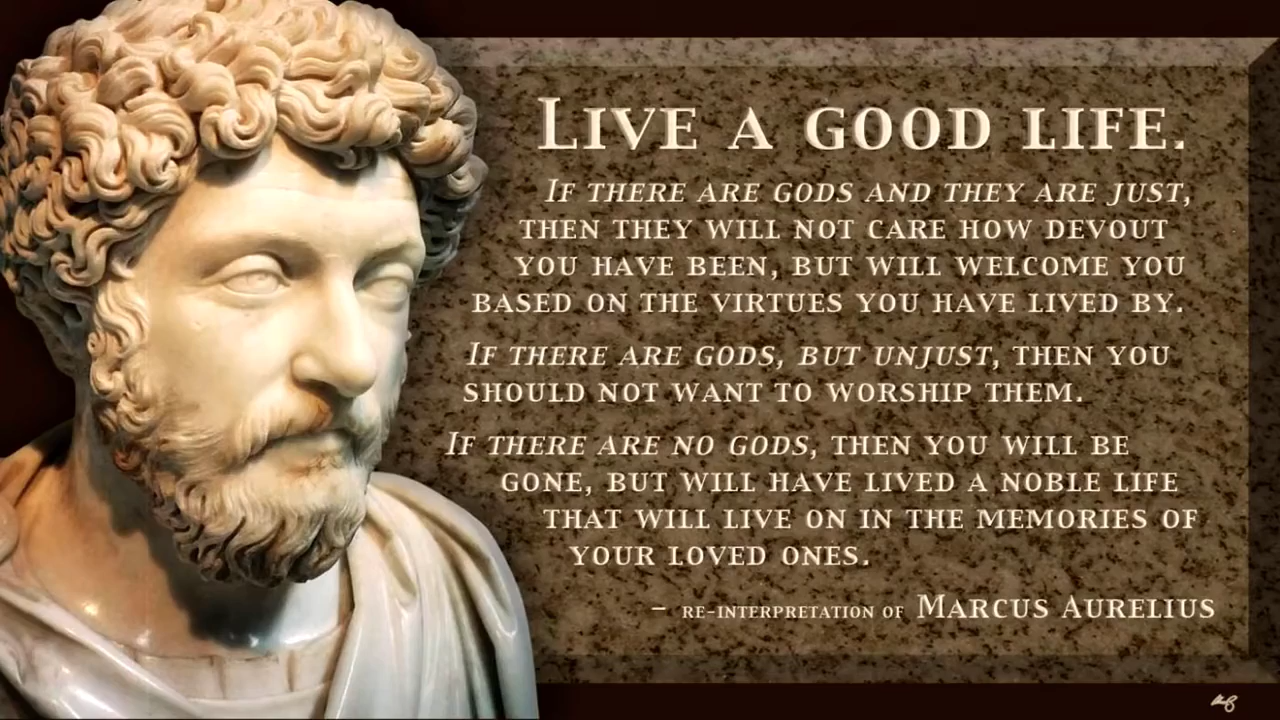 LIVE A GOOD LIFE.
IF THERE ARE GODS AND THEY ARE JUST,
THEN THEY WILL NOT CARE HOW DEVOUT
YOU HAVE BEEN, BUT WILL WELCOME YOU
BASED ON THE VIRTUES YOU HAVE LIVED BY.
IF THERE ARE GODS, BUT UNJUST, THEN YOU
SHOULD NOT WANT TO WORSHIP THEM.
IF THERE ARE NO GODS, THEN YOU WILL BE
GONE, BUT WILL HAVE LIVED A NOBLE LIFE
THAT WILL LIVE ON IN THE MEMORIES OF
YOUR LOVED ONES.
– RE-INTERPRETATION OF MARCUS AURELIUS